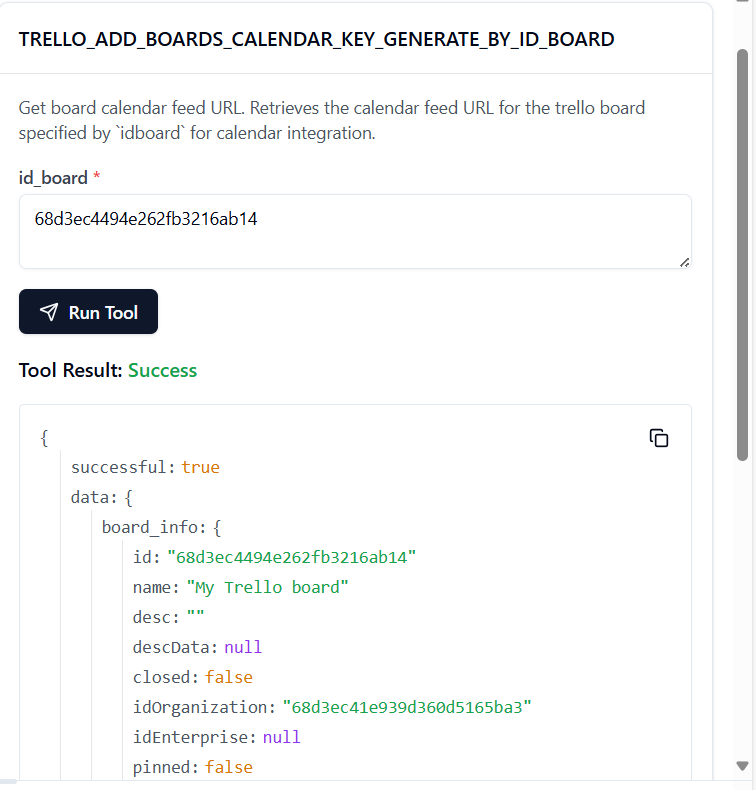 TRELLO_ADD_BOARDS_CALENDAR_KEY_GENERATE_BY_ID_BOARD
Get board calendar feed URL. Retrieves the calendar feed URL for the trello board
specified by `idboard` for calendar integration.
id_board *
68d3ec4494e262fb3216ab14
Run Tool
Tool Result: Success
{
successful: true
data: {
board_info: {
id: "68d3ec4494e262fb3216ab14"
name: "My Trello board"
desc: ""
descData: null
closed: false
idOrganization: "68d3ec41e939d360d5165ba3"
idEnterprise: null
pinned: false